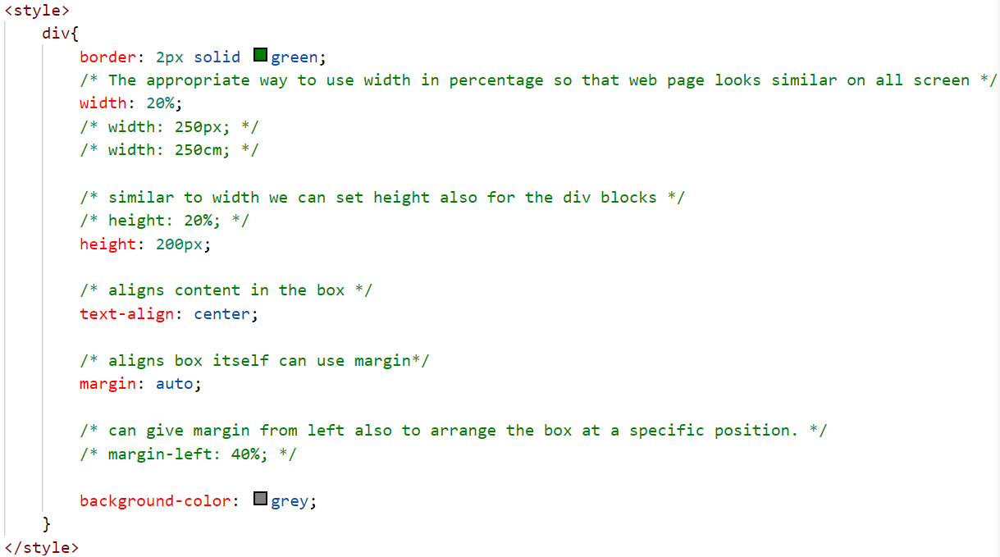 <style>
div{
border: 2px solid green;
/* The appropriate way to use width in percentage so that web page looks similar on all screen */
width: 20%;
/* width: 250px; */
/* width: 250cm; */
/* similar to width we can set height also for the div blocks */
/* height: 20%; */
height: 200px;
/* aligns content in the box */
text-align: center;
/* aligns box itself can use margin*/
margin: auto;
/* can give margin from left also to arrange the box at a specific position. */
/* margin-left: 40%; */
background-color: grey;
}
</style>